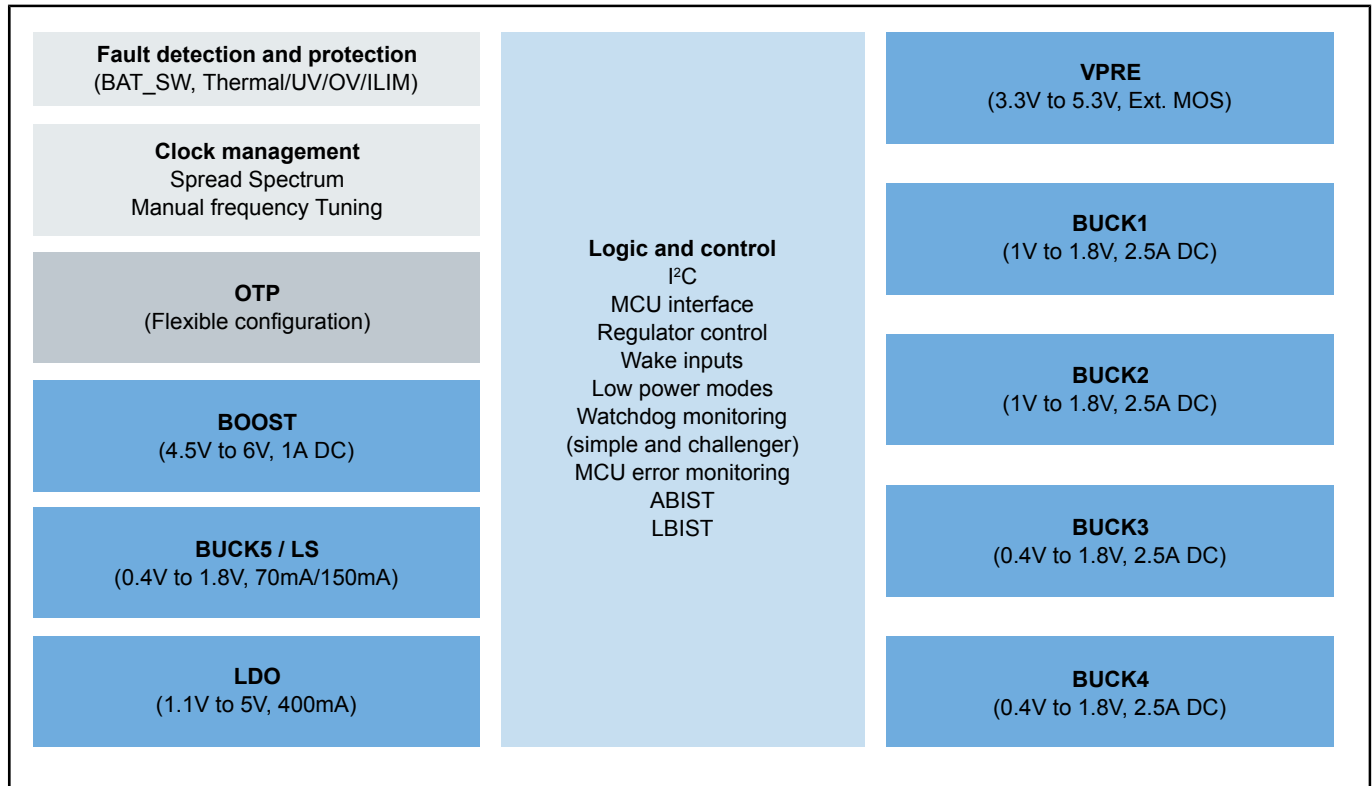 Fault detection and protection
(BAT_SW, Thermal/UV/OV/ILIM)
Clock management
Spread Spectrum
Manual frequency Tuning
OTP
(Flexible configuration)
BOOST
(4.5V to 6V, 1A DC)
BUCK5 / LS
(0.4V to 1.8V, 70mA/150mA)
LDO
(1.1V to 5V, 400mA)
Logic and control
I²C
MCU interface
Regulator control
Wake inputs
Low power modes
Watchdog monitoring
(simple and challenger)
MCU error monitoring
ABIST
LBIST
VPRE
(3.3V to 5.3V, Ext. MOS)
BUCK1
(1V to 1.8V, 2.5A DC)
BUCK2
(1V to 1.8V, 2.5A DC)
BUCK3
(0.4V to 1.8V, 2.5A DC)
BUCK4
(0.4V to 1.8V, 2.5A DC)